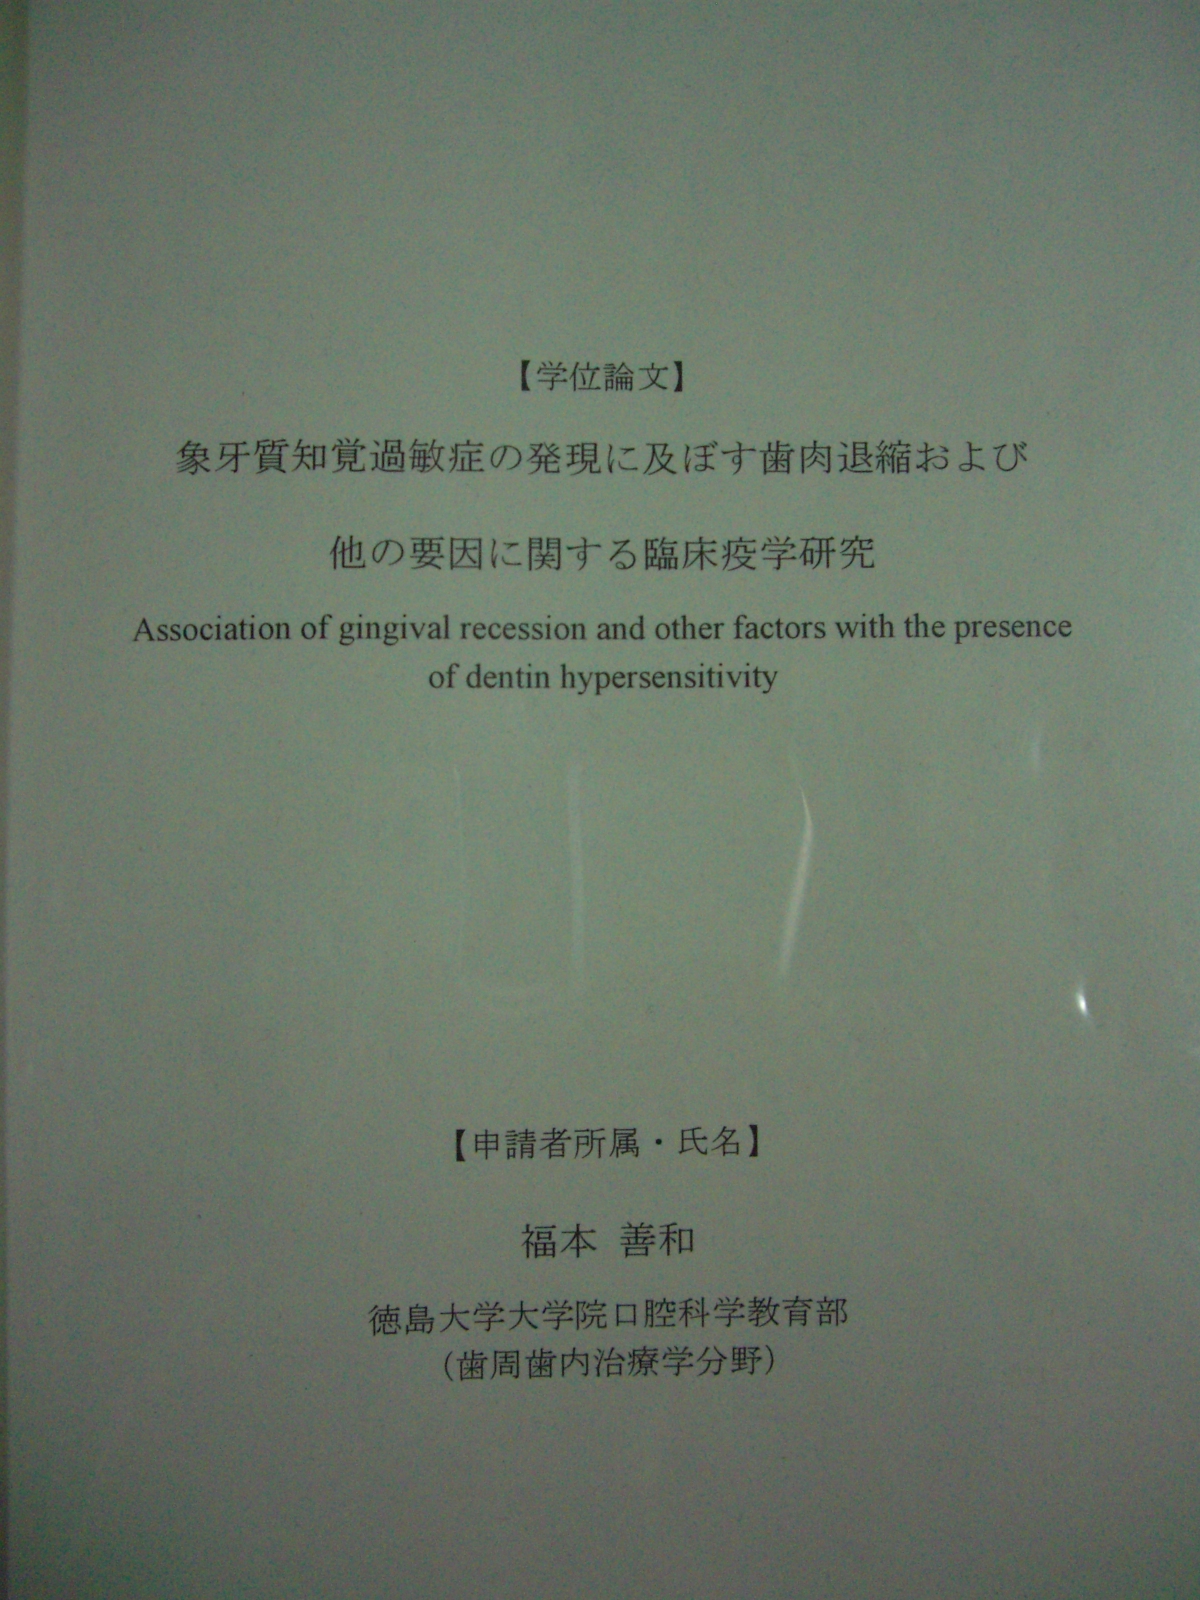 【学位論文】
象牙質知覚過敏症の発現に及ぼす歯肉退縮および
他の要因に関する臨床疫学研究
Association of gingival recession and other factors with the presence
of dentin hypersensitivity
【申請者所属・氏名】
福本 善和
徳島大学大学院口腔科学教育部
（歯周歯内治療学分野）